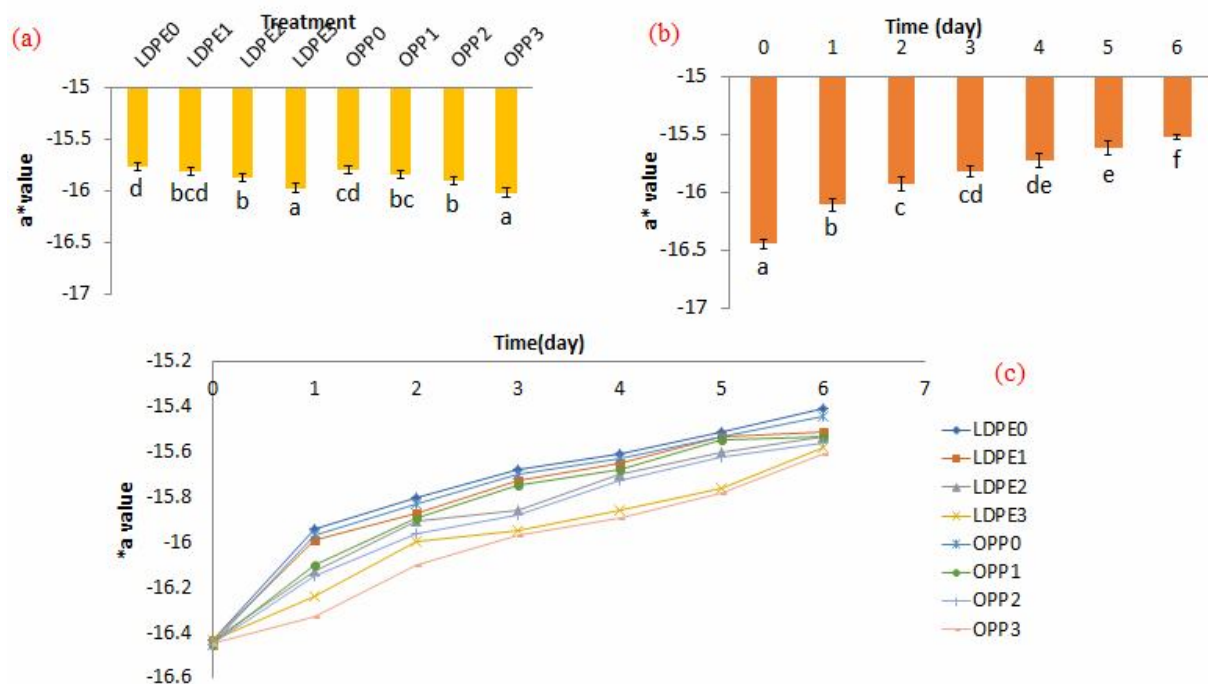 (a)
Treatment
LDPE0 LDPE1 LDPE2 LDPE3 OPP0 OPP1 OPP2 OPP3
-15
-15.5
-16
-16.5
-17
a* value
d bcd b a cd bc b a
(b)
Time (day)
0 1 2 3 4 5 6
-15
-15.5
-16
-16.5
-17
a* value
a b c cd de e f
Time(day)
(c)
-15.2
0 1 2 3 4 5 6 7
-15.4
-15.6
-15.8
-16
-16.2
-16.4
-16.6
*a value
LDPE0
LDPE1
LDPE2
LDPE3
OPP0
OPP1
OPP2
OPP3